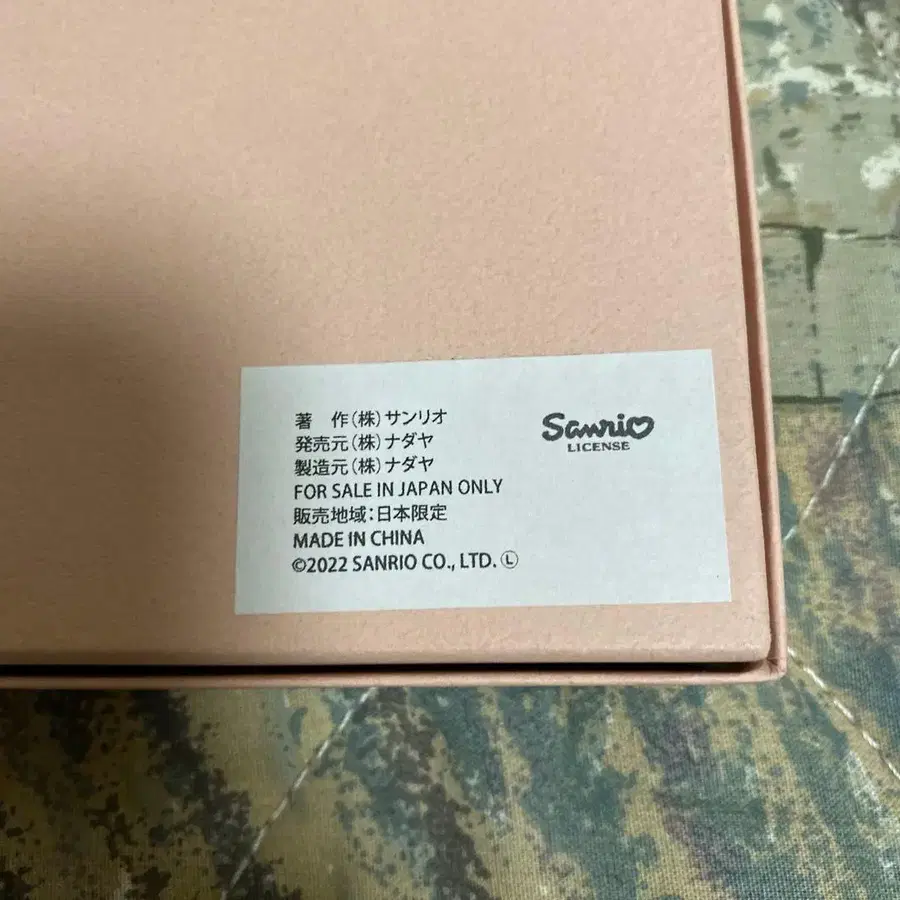 著　作(株)サンリオ
発売元(株)ナダヤ
製造元(株)ナダヤ
FOR SALE IN JAPAN ONLY
販売地域:日本限定
MADE IN CHINA
©2022 SANRIO CO., LTD. Ⓛ
Sanrio
LICENSE